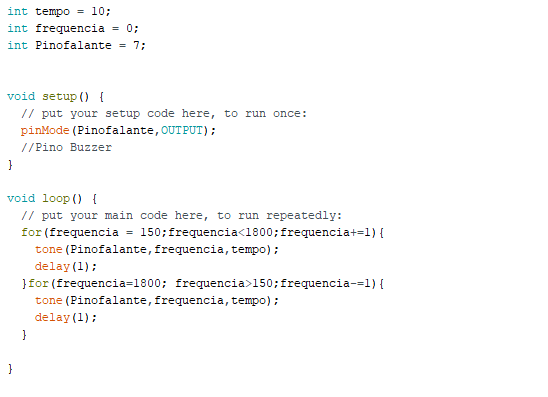 int tempo = 10;
int frequencia = 0;
int Pinofalante = 7;
void setup() {
// put your setup code here, to run once:
pinMode(Pinofalante,OUTPUT);
//Pino Buzzer
}
void loop() {
// put your main code here, to run repeatedly:
for(frequencia = 150;frequencia<1800;frequencia+=1){
tone(Pinofalante,frequencia,tempo);
delay(1);
}for(frequencia=1800; frequencia>150;frequencia-=1){
tone(Pinofalante,frequencia,tempo);
delay(1);
}
}